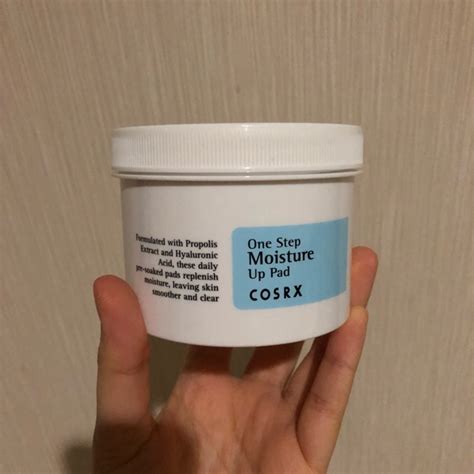 Formulated with Propolis
Extract and Hyaluronic
Acid, these daily
pre-soaked pads replenish
moisture, leaving skin
smoother and clear
One Step
Moisture
Up Pad
COSRX